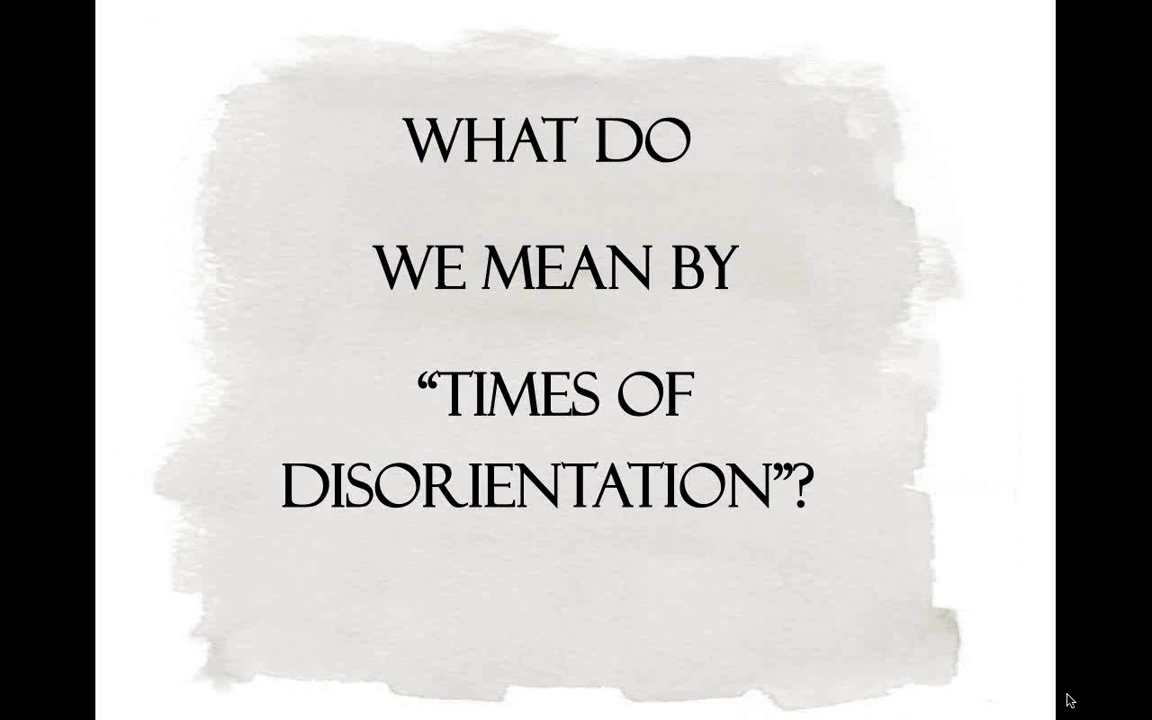 WHAT DO
WE MEAN BY
“TIMES OF
DISORIENTATION”?